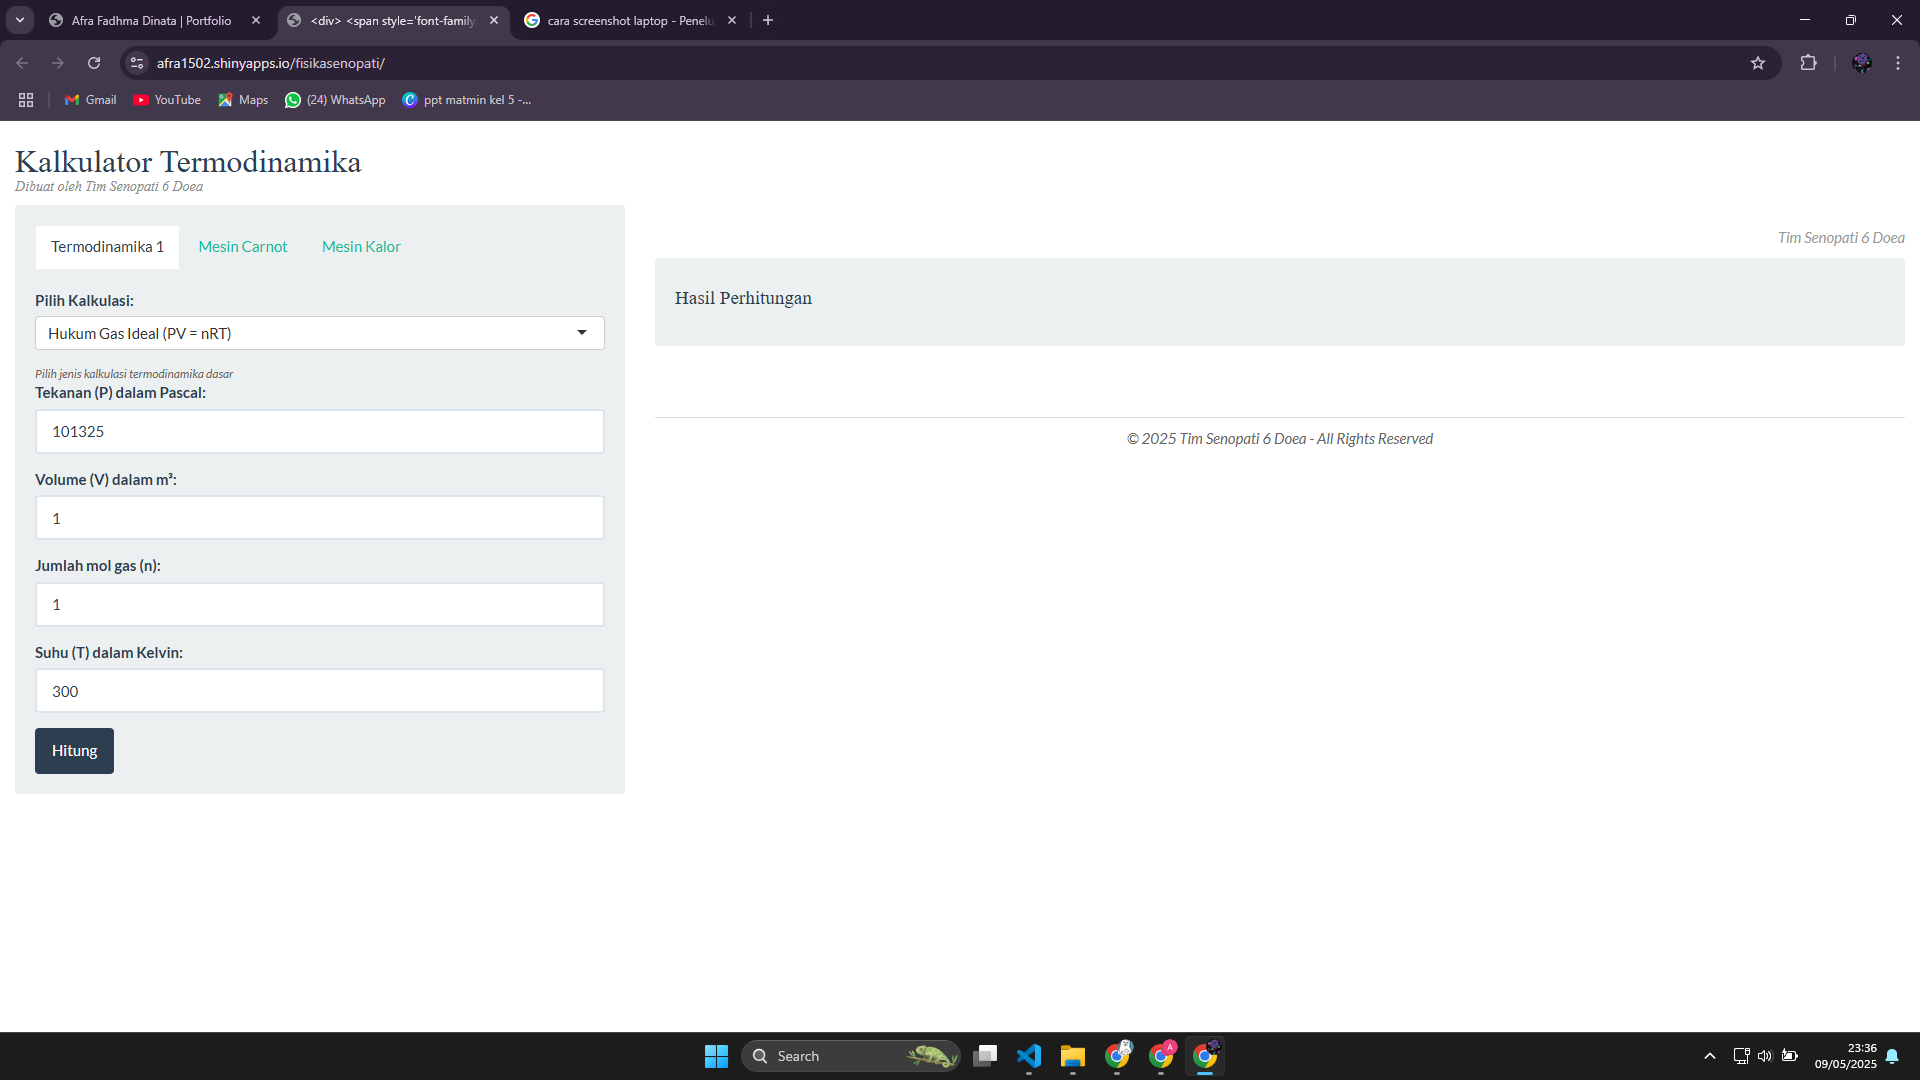 Afra Fadhma Dinata | Portfolio
<div> <span style='font-family
cara screenshot laptop - Penelu
afra1502.shinyapps.io/fisikasenopati/
Gmail
YouTube
Maps
(24) WhatsApp
ppt matmin kel 5 -...
Kalkulator Termodinamika
Dibuat oleh Tim Senopati 6 Doea
Termodinamika 1
Mesin Carnot
Mesin Kalor
Pilih Kalkulasi:
Hukum Gas Ideal (PV = nRT)
Pilih jenis kalkulasi termodinamika dasar
Tekanan (P) dalam Pascal:
101325
Volume (V) dalam m³:
1
Jumlah mol gas (n):
1
Suhu (T) dalam Kelvin:
300
Hitung
Tim Senopati 6 Doea
Hasil Perhitungan
© 2025 Tim Senopati 6 Doea - All Rights Reserved
Search
A
23:36
09/05/2025